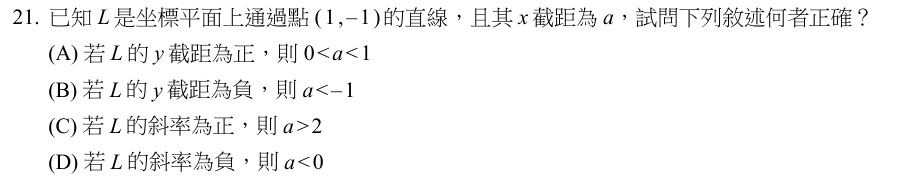 21. 已知 L 是坐標平面上通過點 (1,−1) 的直線，且其 x 截距為 a，試問下列敘述何者正確？
(A) 若 L 的 y 截距為正，則 0<a<1
(B) 若 L 的 y 截距為負，則 a<−1
(C) 若 L 的斜率為正，則 a>2
(D) 若 L 的斜率為負，則 a<0